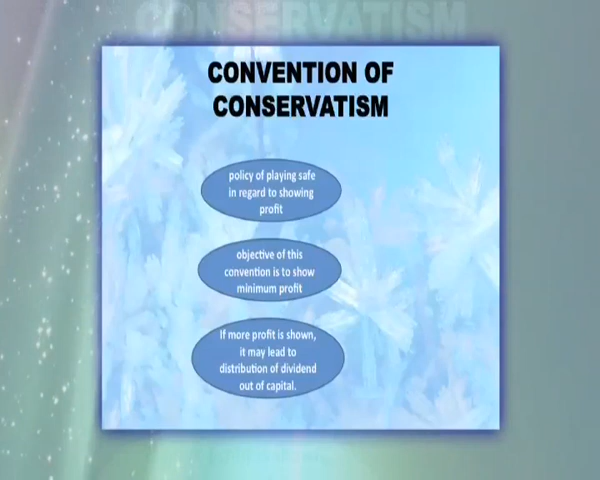 CONSERVATISM
CONVENTION OF
CONSERVATISM
policy of playing safe
in regard to showing
profit
objective of this
convention is to show
minimum profit
If more profit is shown,
it may lead to
distribution of dividend
out of capital.